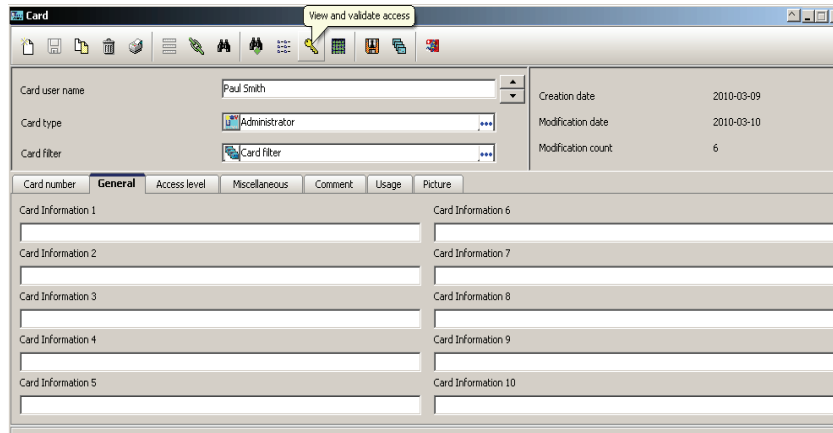 Card
View and validate access
Card user name
Paul Smith
Card type
Administrator
Card filter
Card filter
Creation date 2010-03-09
Modification date 2010-03-10
Modification count 6
Card number General Access level Miscellaneous Comment Usage Picture
Card Information 1 Card Information 6
Card Information 2 Card Information 7
Card Information 3 Card Information 8
Card Information 4 Card Information 9
Card Information 5 Card Information 10